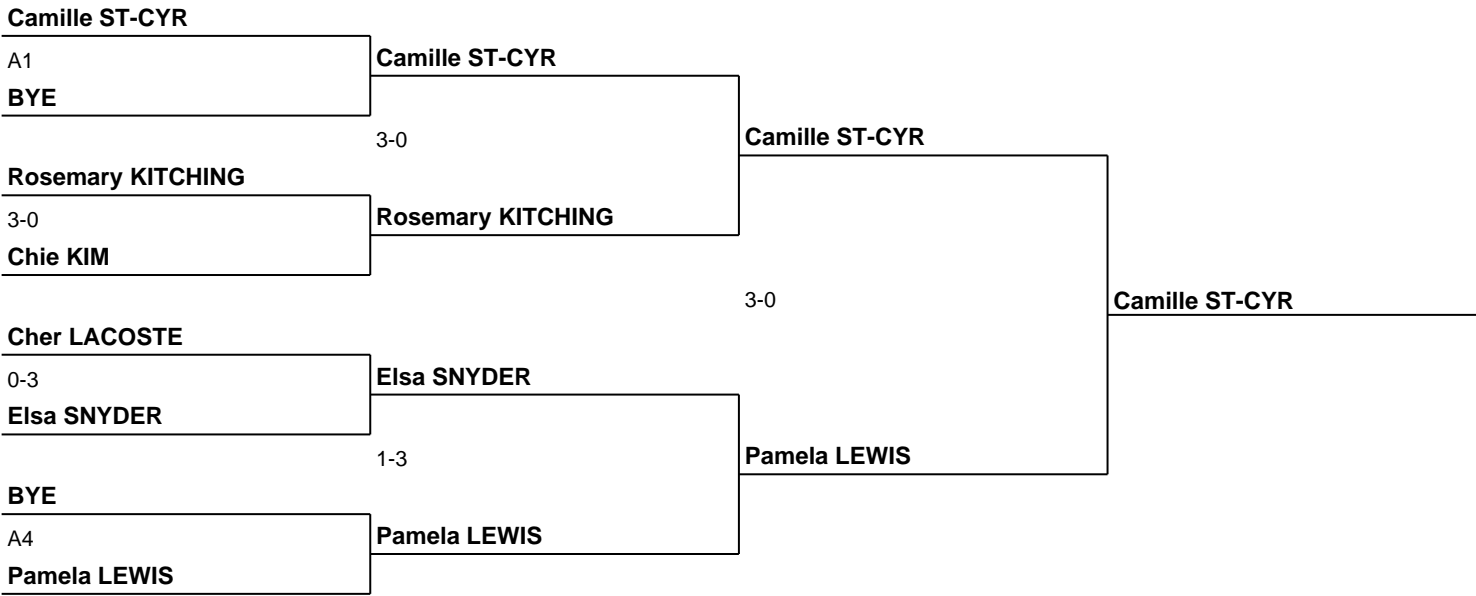 Camille ST-CYR
A1
BYE
Camille ST-CYR
3-0
Rosemary KITCHING
3-0
Chie KIM
Rosemary KITCHING
Camille ST-CYR
3-0
Camille ST-CYR
Cher LACOSTE
0-3
Elsa SNYDER
Elsa SNYDER
1-3
Pamela LEWIS
BYE
A4
Pamela LEWIS
Pamela LEWIS